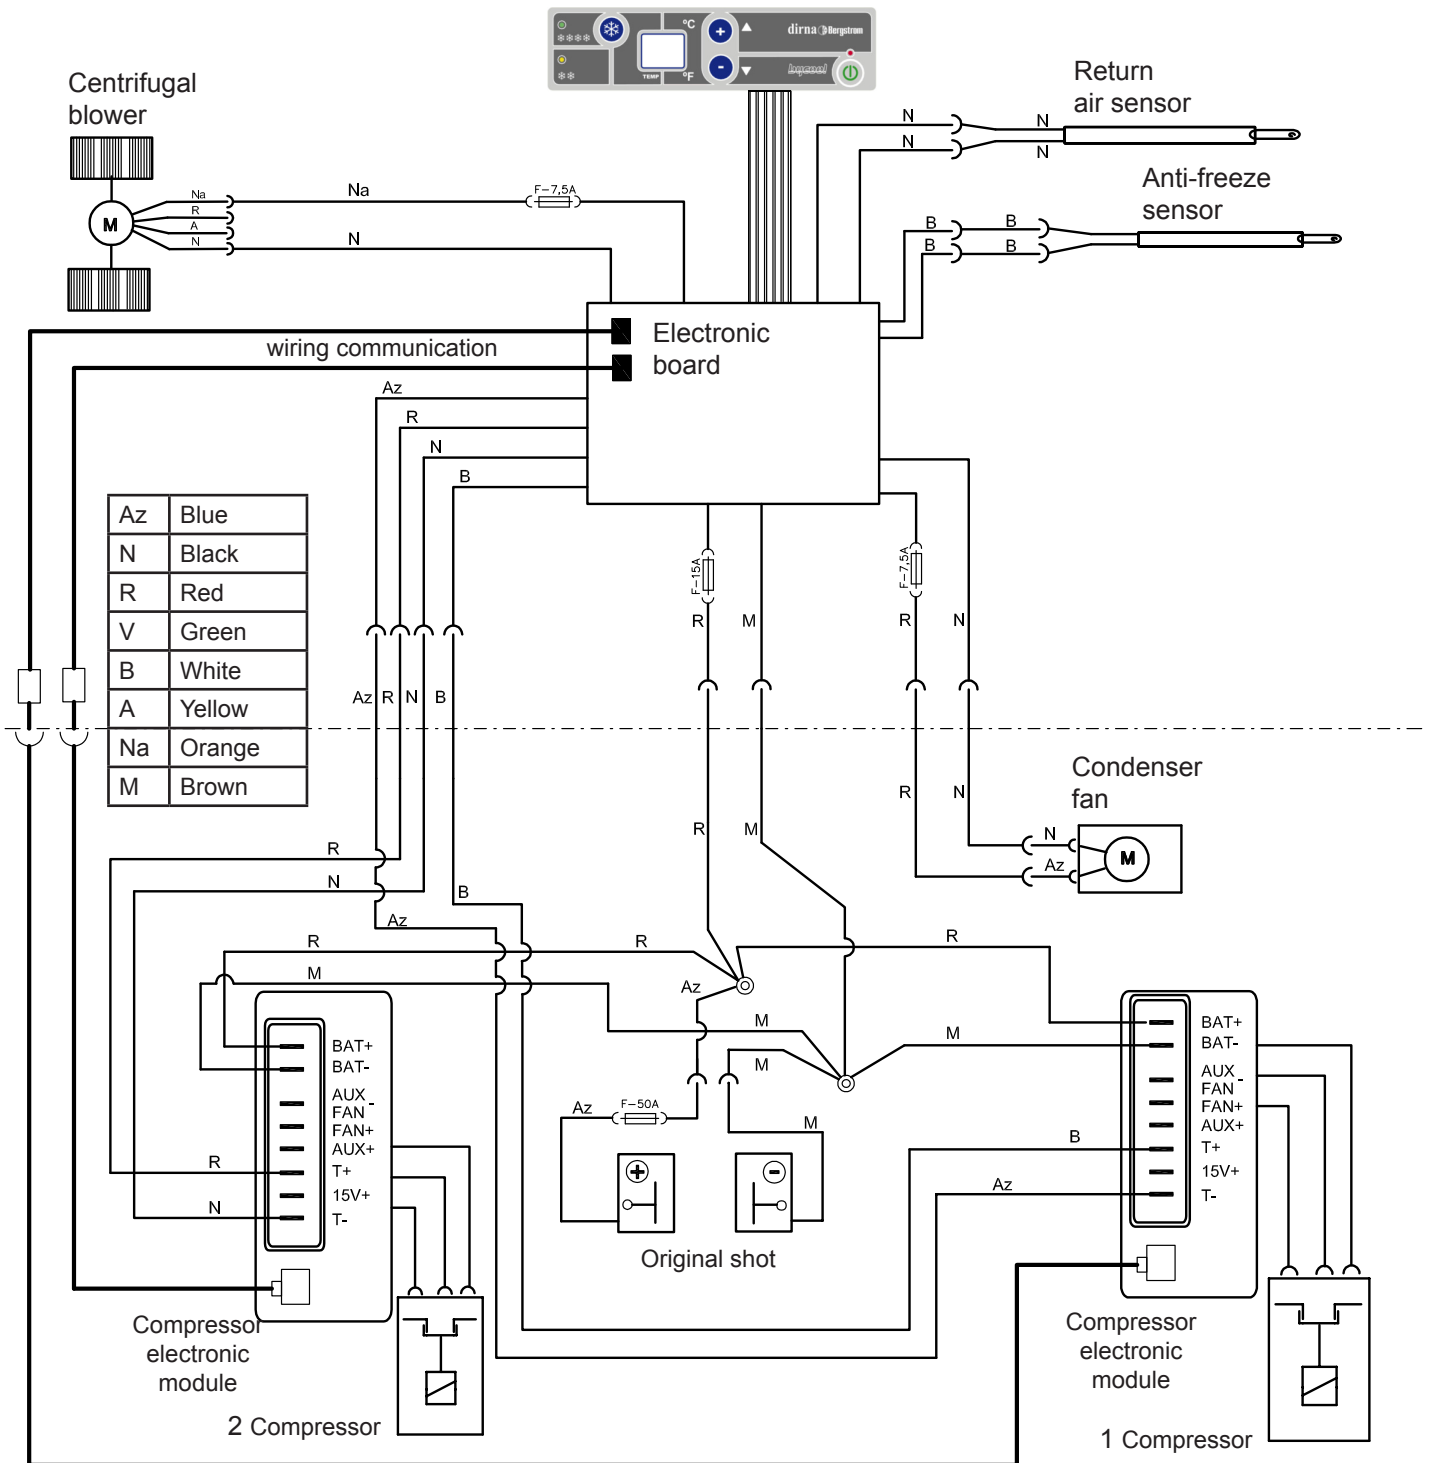 °C
dirna Bergstrom
TEMP
°F
bycool
Centrifugal
blower
Return
air sensor
N
N
N
N
Anti-freeze
sensor
B
B
B
B
Na
R
A
N
M
Na
F-7,5A
N
wiring communication
Electronic
board
Az
R
N
B
Az Blue
N Black
R Red
V Green
B White
A Yellow
Na Orange
M Brown
F-15A
F-7,5A
R
M
R
N
Az
R
N
B
Condenser
fan
R
N
R
M
N
Az
M
R
N
B
Az
R
R
R
M
Az
M
M
M
BAT+
BAT-
AUX
FAN -
FAN+
AUX+
T+
15V+
T-
R
N
Az
F-50A
M
+
-
Original shot
B
Az
BAT+
BAT-
AUX
FAN -
FAN+
AUX+
T+
15V+
T-
Compressor
electronic
module
2 Compressor
Compressor
electronic
module
1 Compressor